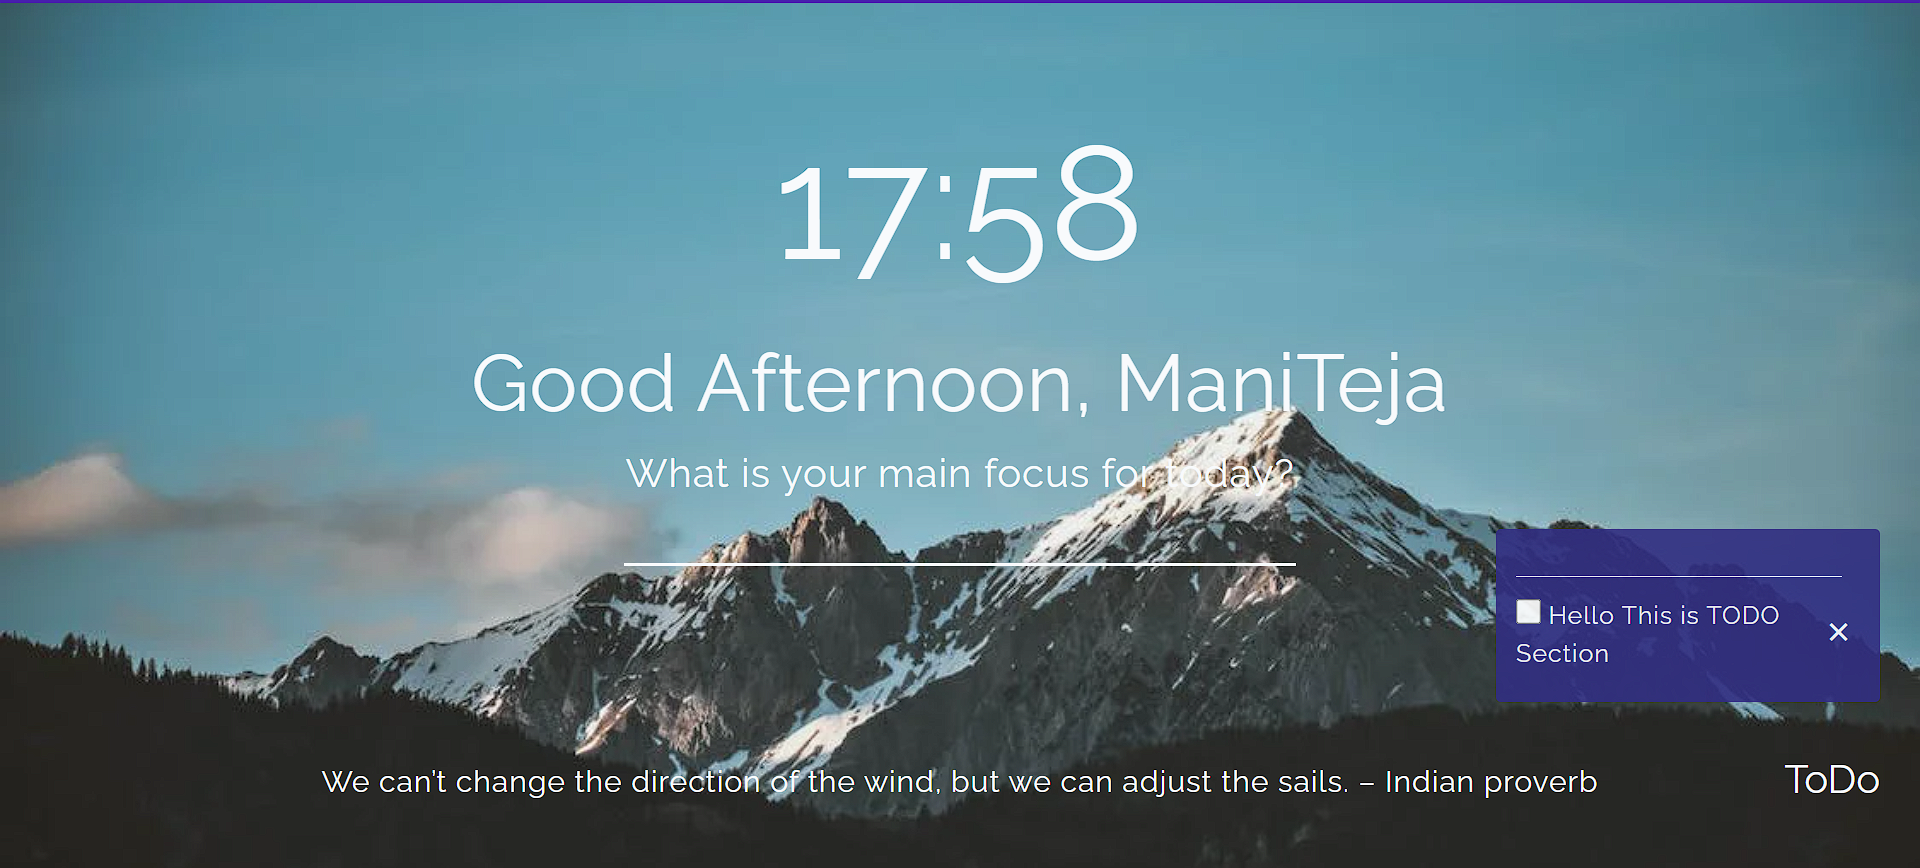 17:58
Good Afternoon, ManiTeja
What is your main focus for today?
Hello This is TODO
Section
We can't change the direction of the wind, but we can adjust the sails. – Indian proverb
ToDo